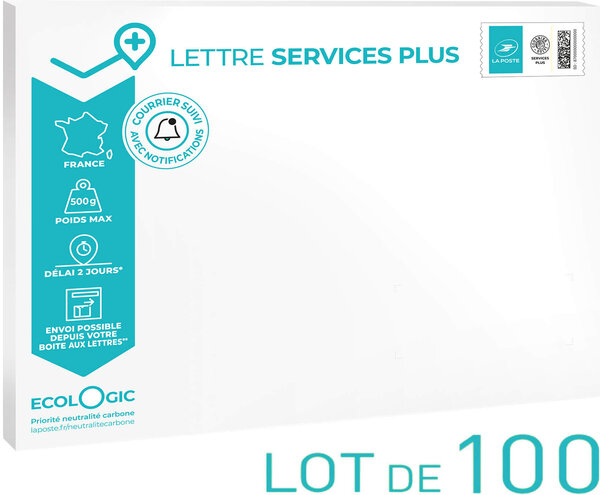 LETTRE SERVICES PLUS
LA POSTE
SERVICES
PLUS
COURRIER SUIVI
AVEC NOTIFICATIONS
FRANCE
500g
POIDS MAX
DÉLAI 2 JOURS*
ENVOI POSSIBLE
DEPUIS VOTRE
BOITE AUX LETTRES**
ECOLOGIC
Priorité neutralité carbone
laposte.fr/neutralitecarbone
LOT DE 100